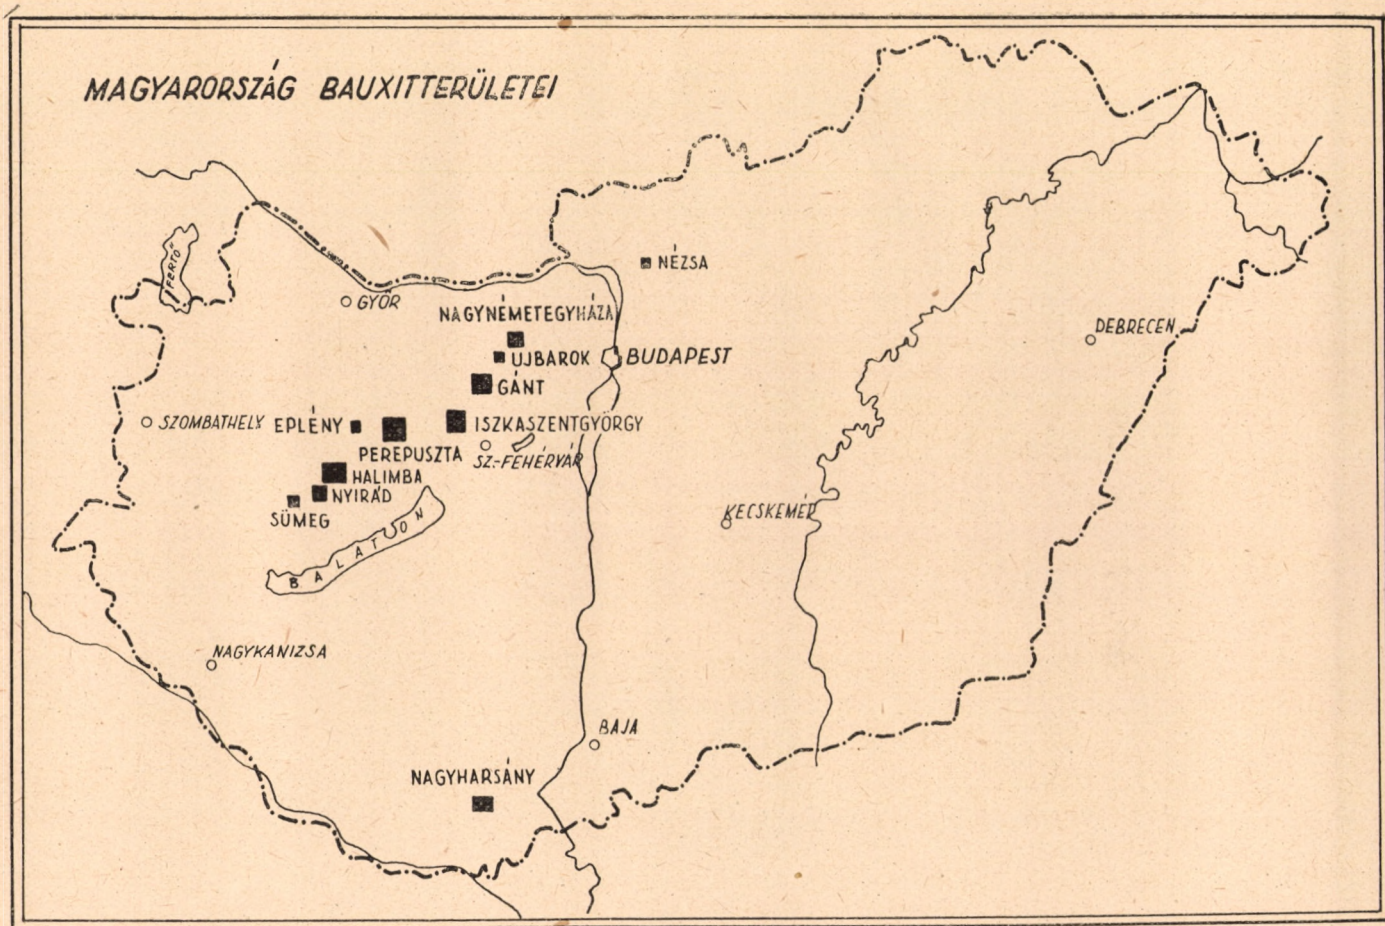 MAGYARORSZÁG BAUXITTERÜLETEI
FERTŐ
NÉZSA
GYŐR
NAGYNÉMETEGYHÁZA
DEBRECEN
UJBAROK
BUDAPEST
GÁNT
SZOMBATHELY
EPLÉNY
ISZKASZENTGYÖRGY
PEREPUSZTA
SZ.-FEHÉRVÁR
HALIMBA
NYIRÁD
SÜMEG
KECSKEMÉT
BALATON
NAGYKANIZSA
BAJA
NAGYHARSÁNY